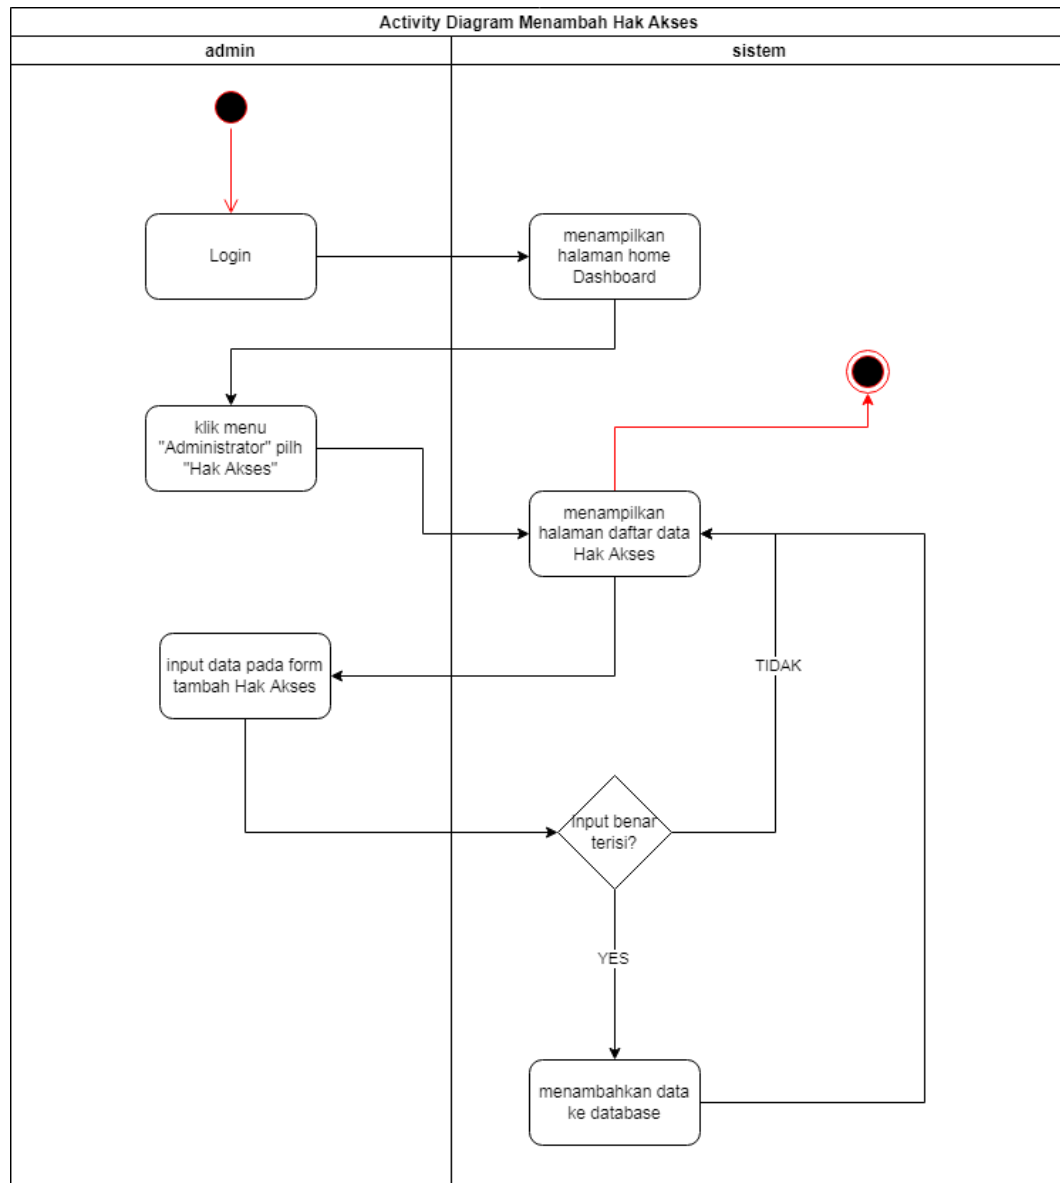 Activity Diagram Menambah Hak Akses
admin
sistem
Login
menampilkan
halaman home
Dashboard
klik menu
"Administrator" pilh
"Hak Akses"
menampilkan
halaman daftar data
Hak Akses
input data pada form
tambah Hak Akses
TIDAK
Input benar
terisi?
YES
menambahkan data
ke database